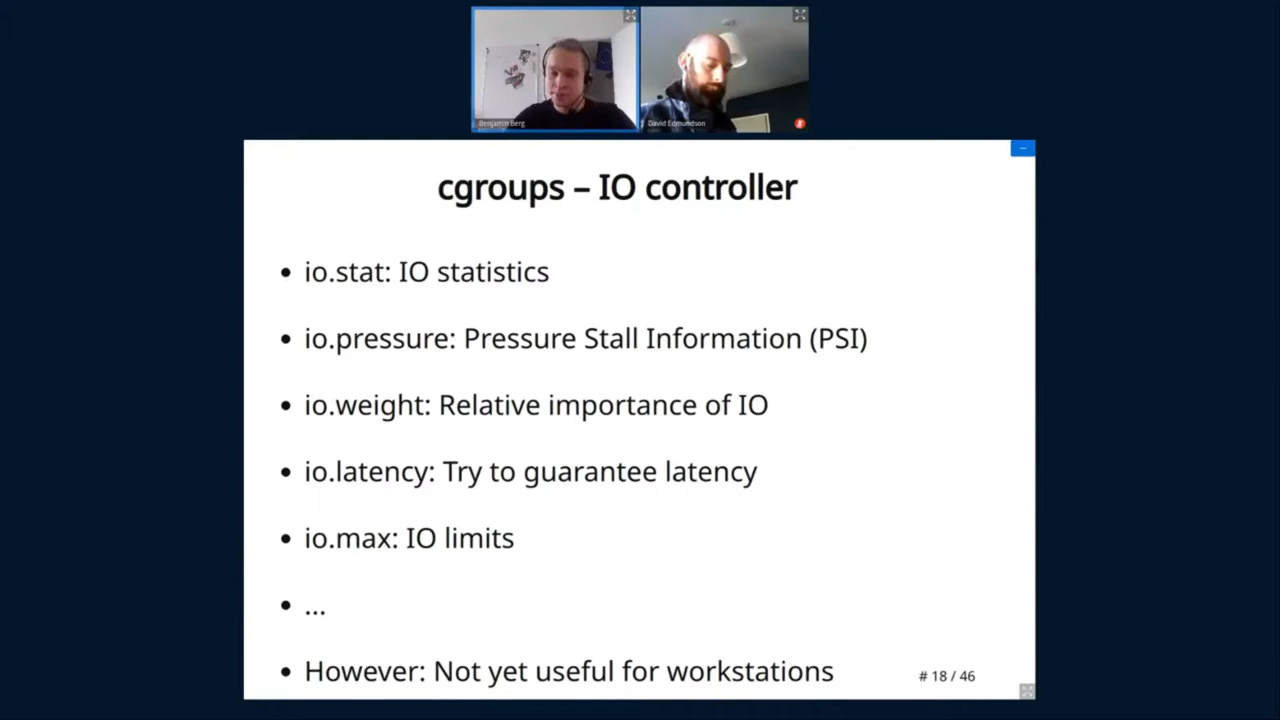 Benjamin Berg
David Edmundson
cgroups – IO controller
• io.stat: IO statistics
• io.pressure: Pressure Stall Information (PSI)
• io.weight: Relative importance of IO
• io.latency: Try to guarantee latency
• io.max: IO limits
• ...
• However: Not yet useful for workstations
# 18 / 46